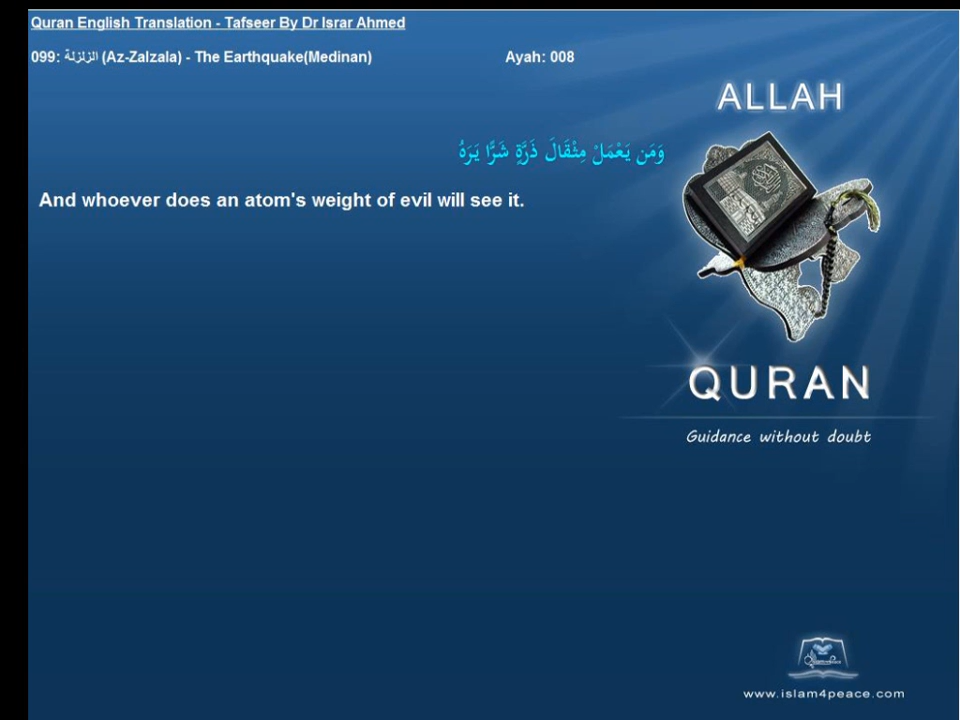 Quran English Translation - Tafseer By Dr Israr Ahmed
099: الزلزلة (Az-Zalzala) - The Earthquake(Medinan) Ayah: 008
ALLAH
وَمَن يَعْمَلْ مِثْقَالَ ذَرَّةٍ شَرًّا يَرَهُ
And whoever does an atom's weight of evil will see it.
QURAN
Guidance without doubt
www.islam4peace.com